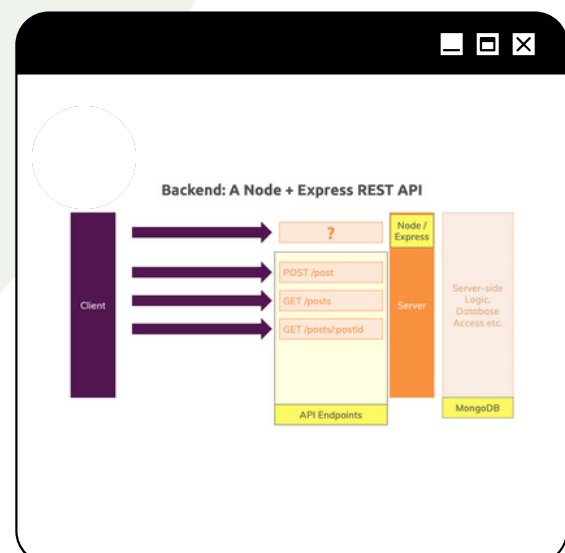 Backend: A Node + Express REST API
Client
?
POST /post
GET /posts
GET /posts/:postId
API Endpoints
Node /
Express
Server
Server-side
Logic,
Database
Access etc.
MongoDB